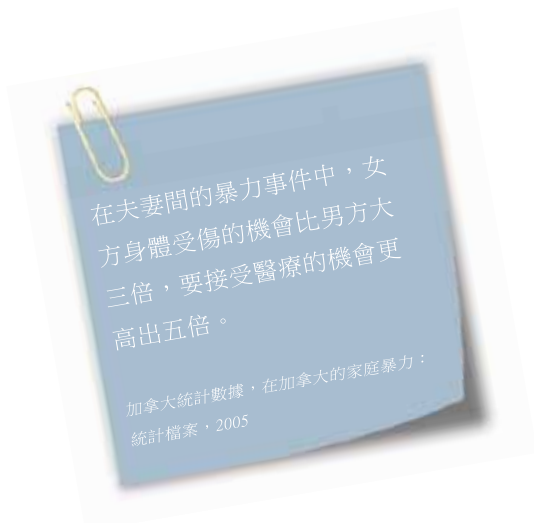 在夫妻間的暴力事件中，女
方身體受傷的機會比男方大
三倍，要接受醫療的機會更
高出五倍。
加拿大統計數據，在加拿大的家庭暴力：
統計檔案，2005